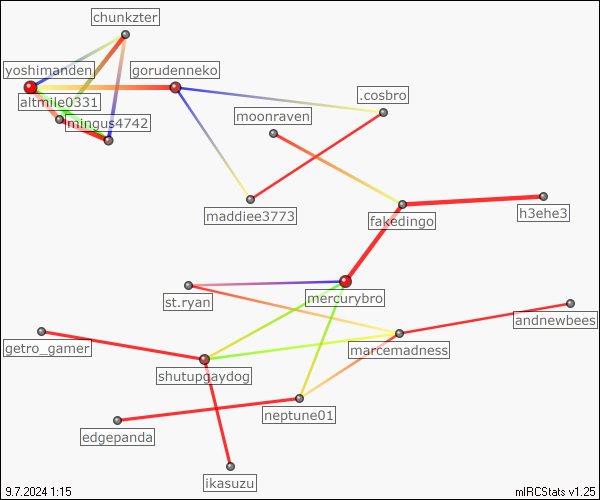 chunkzter
yoshimanden
gorudenneko
altmile0331
.cosbro
moonraven
mingus4742
maddiee3773
h3ehe3
fakedingo
st.ryan
mercurybro
andnewbees
getro_gamer
marcemadness
shutupgaydog
neptune01
edgepanda
ikasuzu
9.7.2024 1:15
mIRCStats v1.25